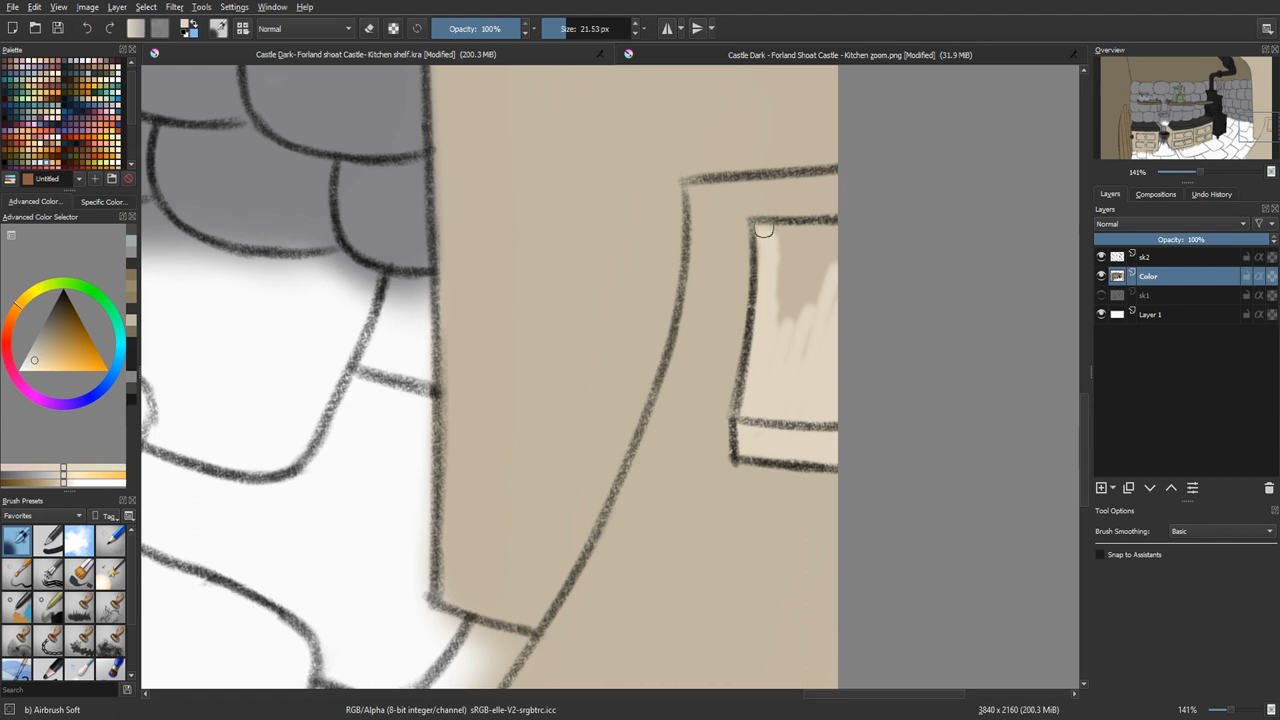 File Edit View Image Layer Select Filter Tools Settings Window Help
Normal Opacity: 100% Size: 21.53 px
Palette
Castle Dark- Forland shoat Castle- Kitchen shelf.kra [Modified] (200.3 MiB)
Castle Dark - Forland Shoat Castle - Kitchen zoom.png [Modified] (31.9 MB)
Overview
Untitled
141%
Advanced Color... Specific Color...
Layers Compositions Undo History
Advanced Color Selector
Layers
Normal
Opacity: 100%
sk2
Color
sk1
Layer 1
Brush Presets
Favorites Tag
Tool Options
Brush Smoothing: Basic
Snap to Assistants
Search
b) Airbrush Soft
RGB/Alpha (8-bit integer/channel) sRGB-elle-V2-srgbtrc.icc
3840 x 2160 (200.3 MiB)
141%